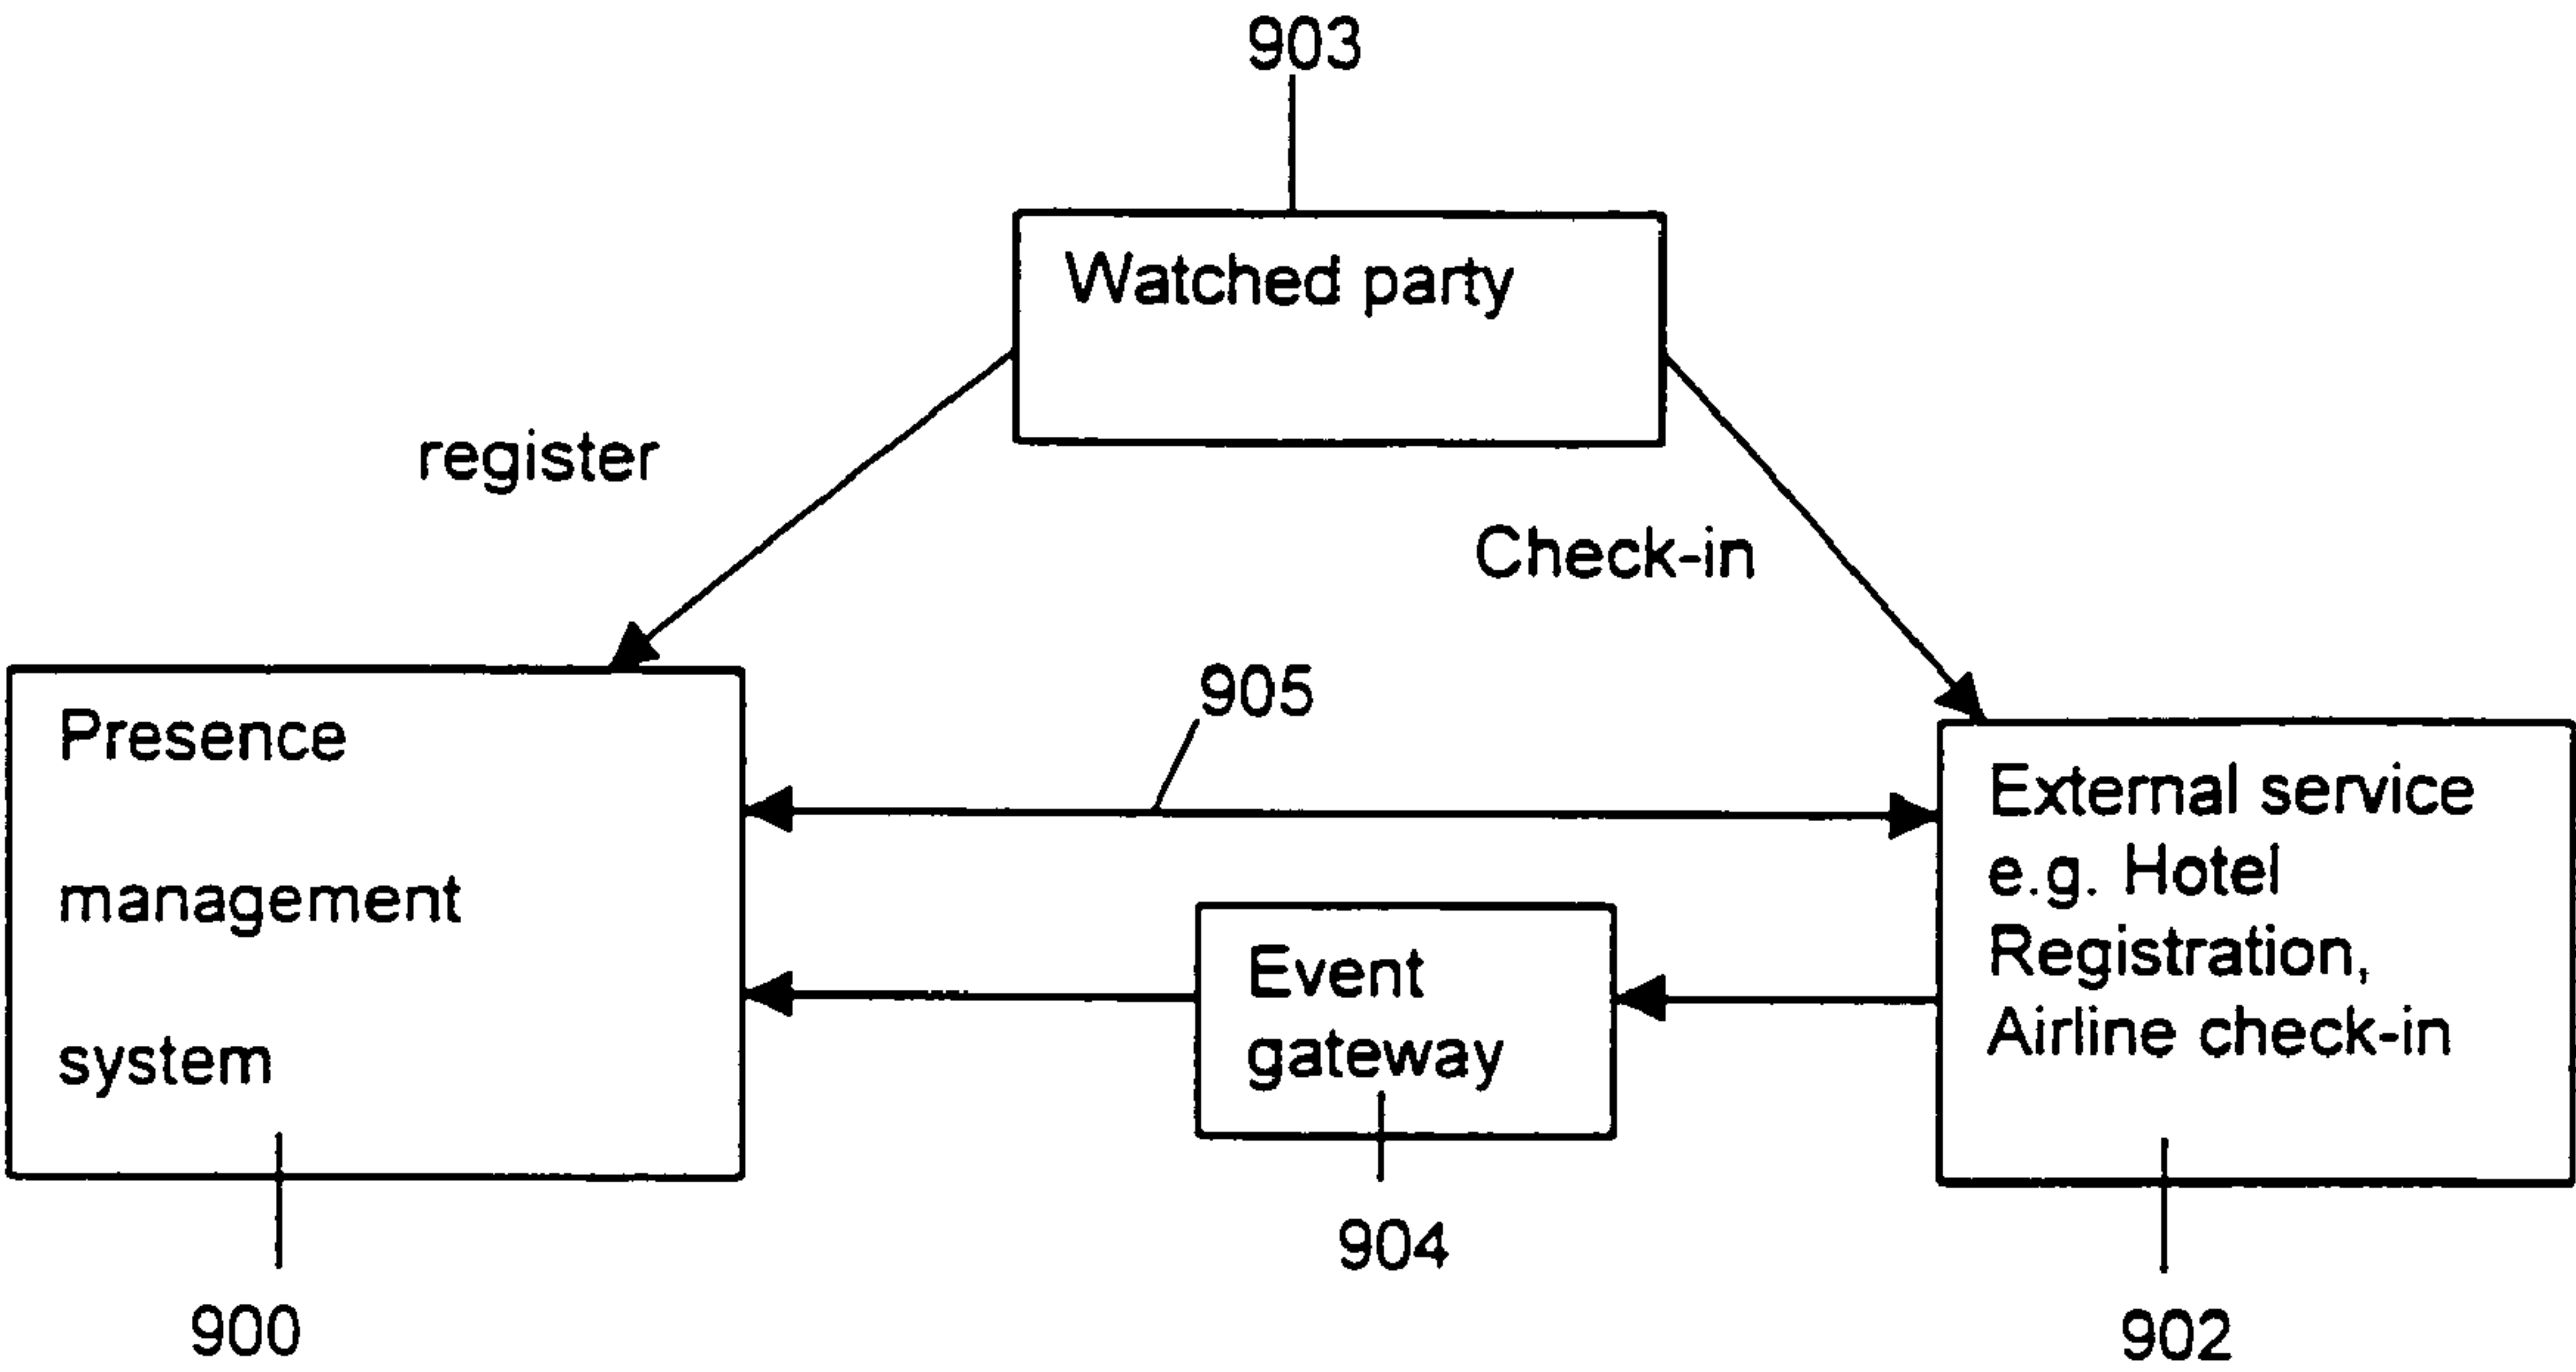 903
Watched party
register
Check-in
905
Presence
management
system
External service
e.g. Hotel
Registration,
Airline check-in
Event
gateway
904
900
902